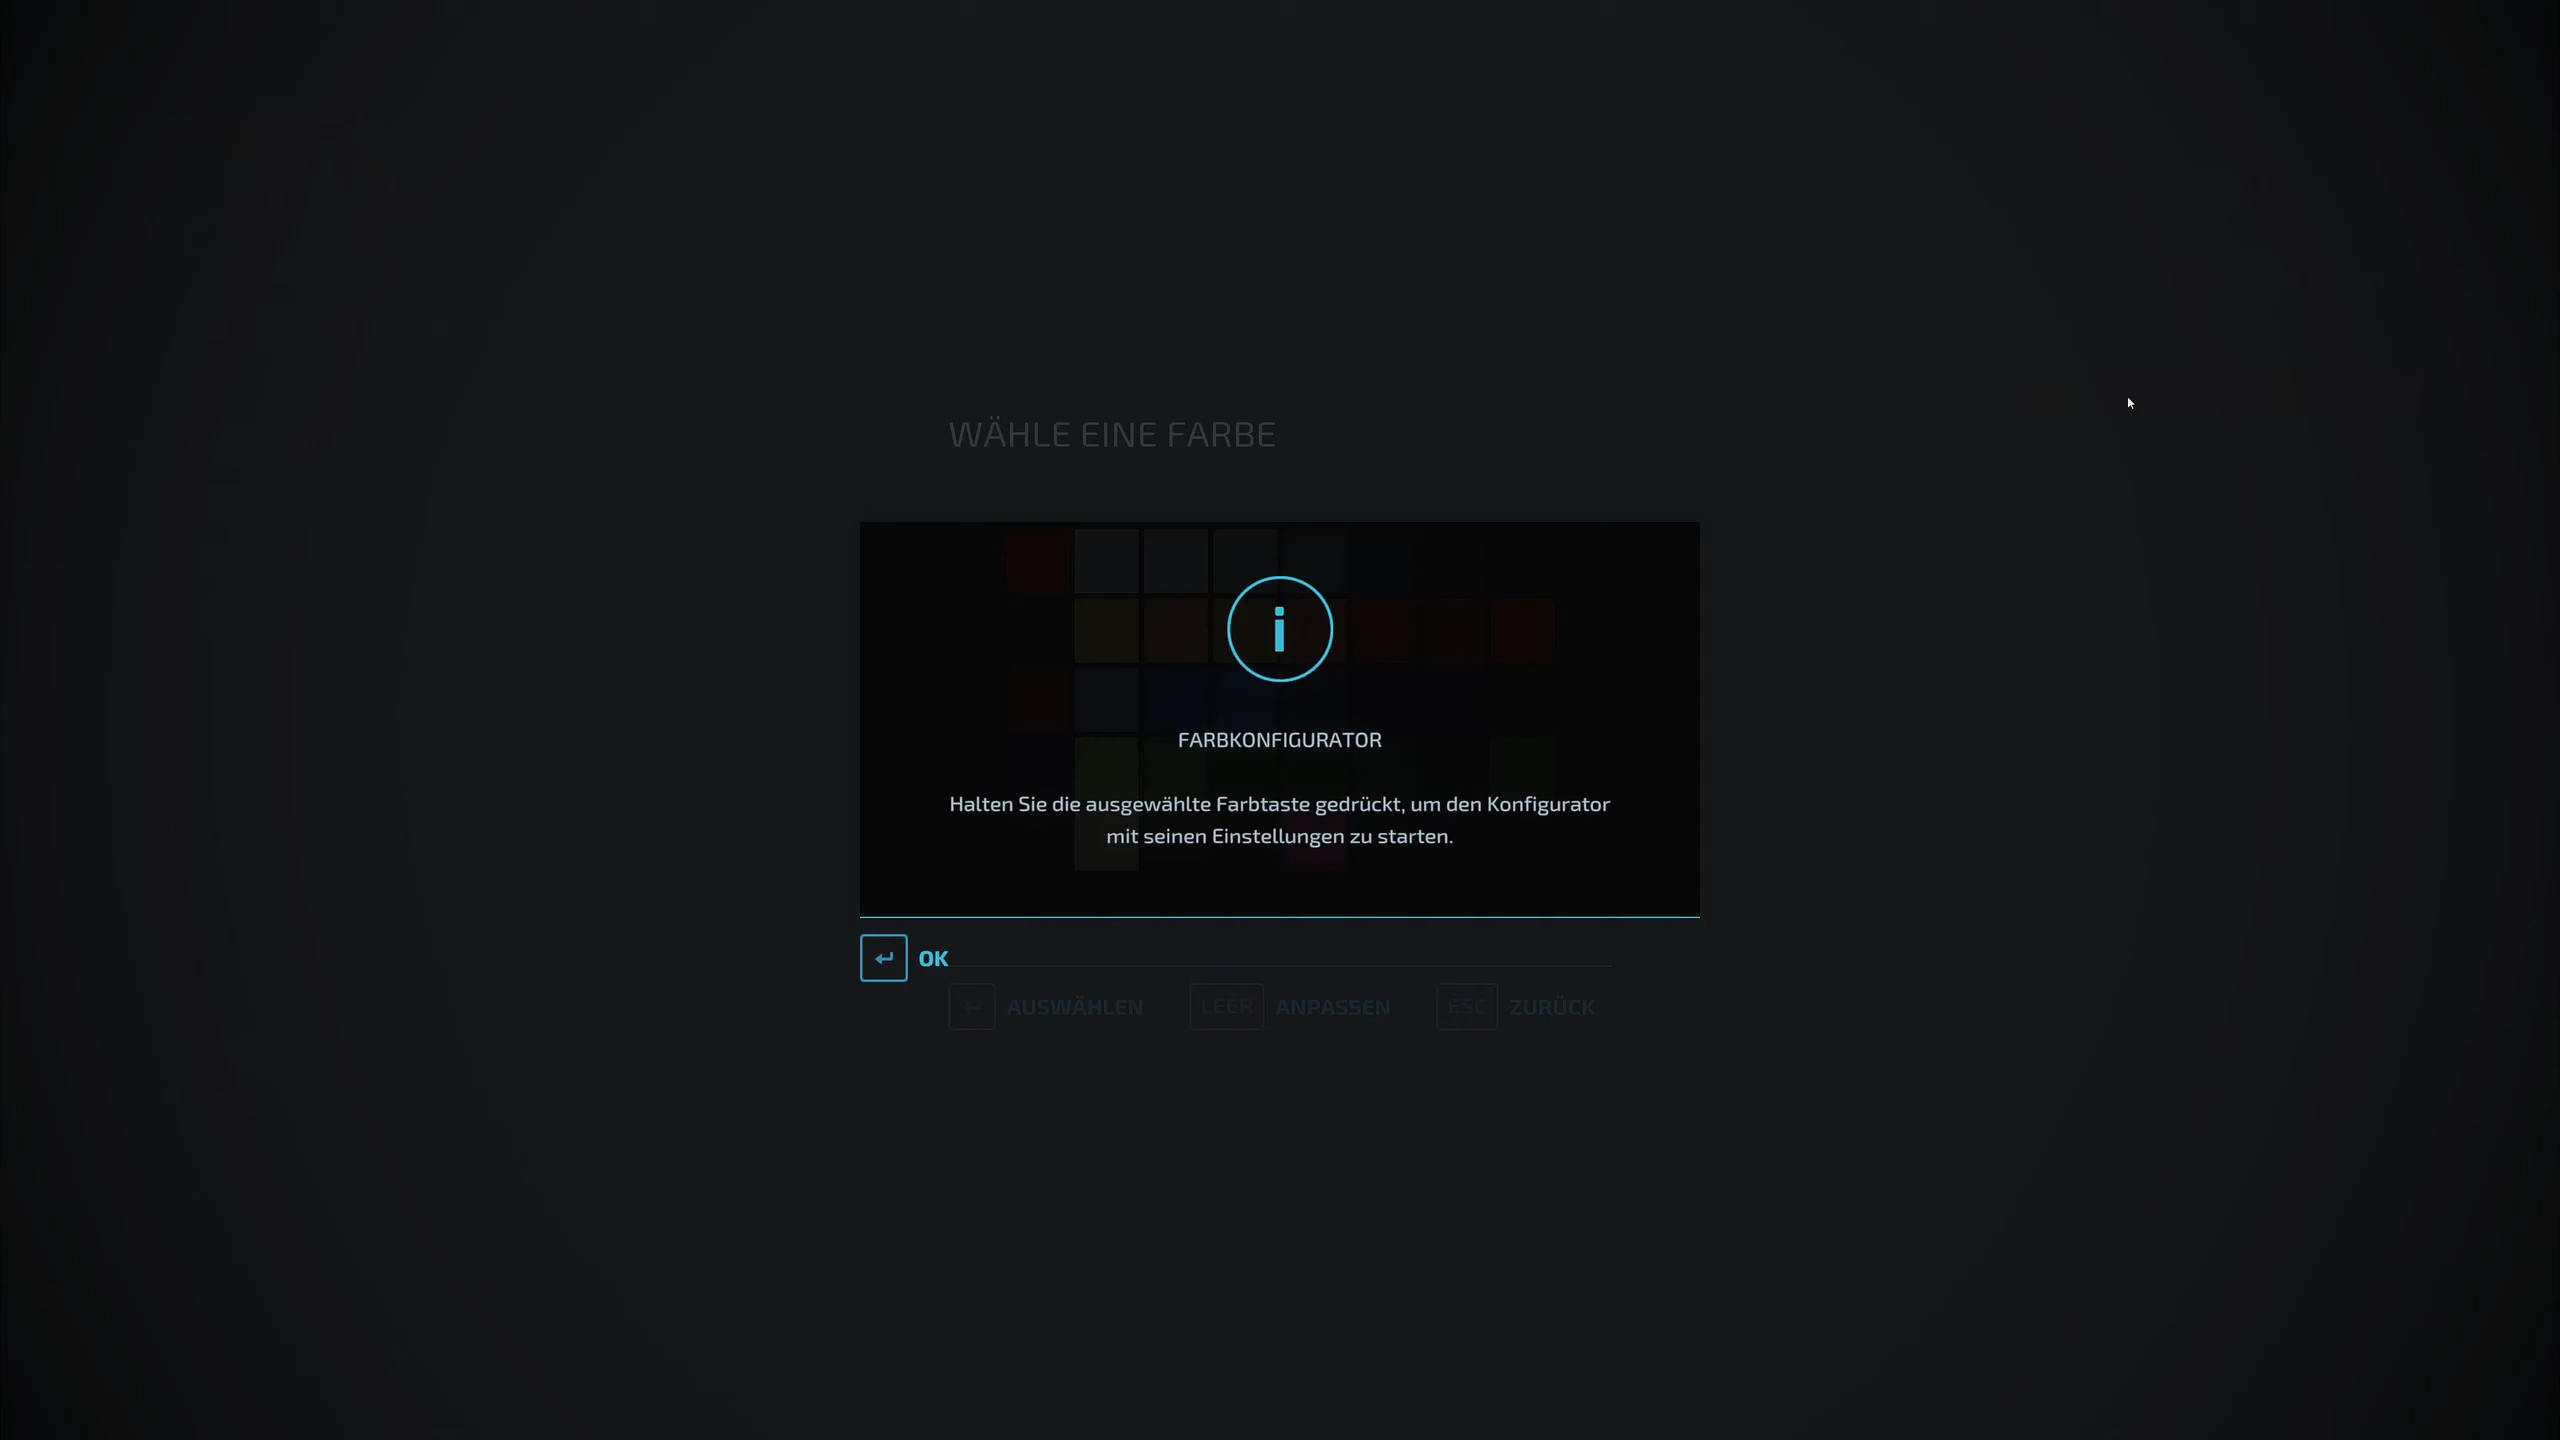 WÄHLE EINE FARBE
i
FARBKONFIGURATOR
Halten Sie die ausgewählte Farbtaste gedrückt, um den Konfigurator
mit seinen Einstellungen zu starten.
OK
AUSWÄHLEN LEER ANPASSEN ESC ZURÜCK